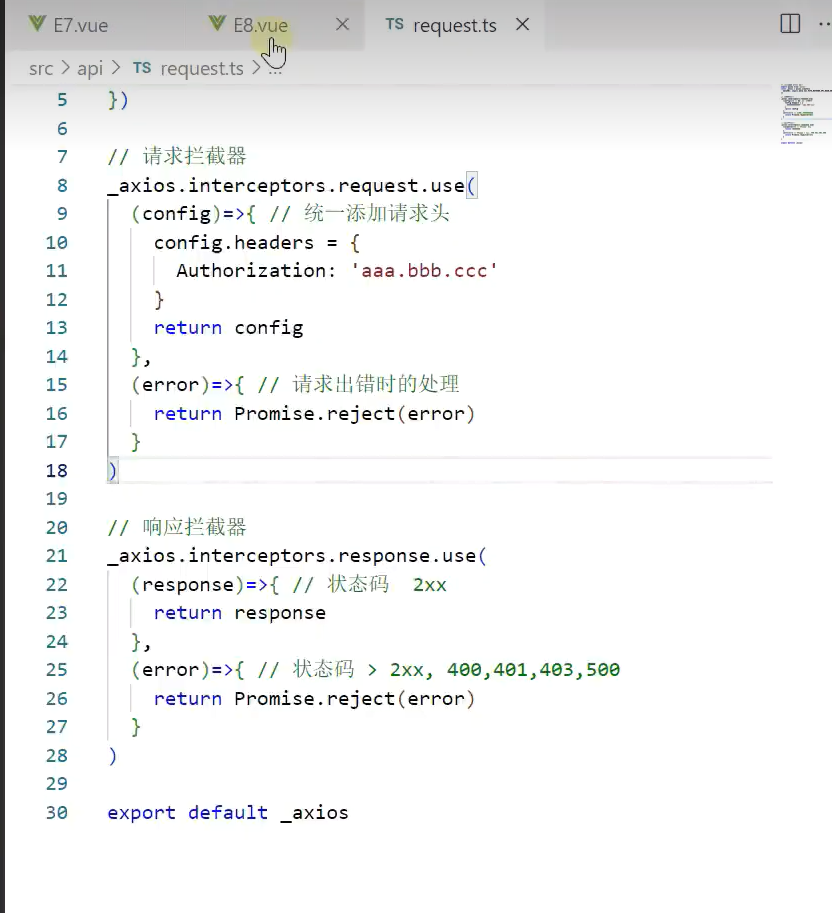 E7.vue E8.vue TS request.ts
src > api > TS request.ts > ...
5 })
6
7 // 请求拦截器
8 _axios.interceptors.request.use(
9 (config)=>{ // 统一添加请求头
10 config.headers = {
11 Authorization: 'aaa.bbb.ccc'
12 }
13 return config
14 },
15 (error)=>{ // 请求出错时的处理
16 return Promise.reject(error)
17 }
18 )
19
20 // 响应拦截器
21 _axios.interceptors.response.use(
22 (response)=>{ // 状态码 2xx
23 return response
24 },
25 (error)=>{ // 状态码 > 2xx, 400,401,403,500
26 return Promise.reject(error)
27 }
28 )
29
30 export default _axios